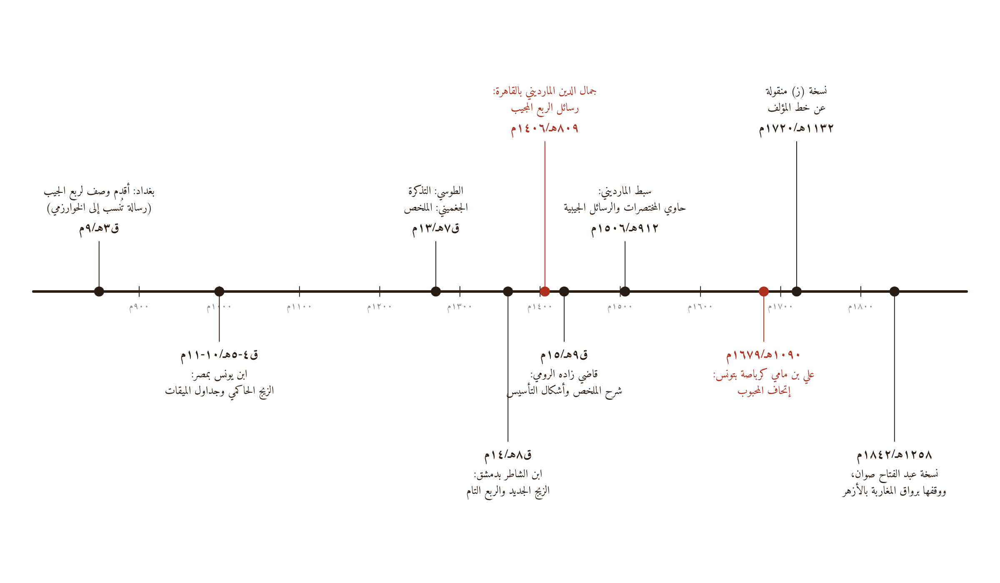 جمال الدين المارديني بالقاهرة:
رسائل الربع المجيب
٨٠٩هـ/١٤٠٦م
نسخة (ز) منقولة
عن خط المؤلف
١١٣٢هـ/١٧٢٠م
بغداد: أقدم وصف لربع الجيب
(رسالة تُنسب إلى الخوارزمي)
ق٣هـ/٩م
الطوسي: التذكرة
الجغميني: الملخص
ق٧هـ/١٣م
سبط المارديني:
حاوي المختصرات والرسائل الجيبية
٩١٢هـ/١٥٠٦م
٩٠٠م
١٠٠٠م
١١٠٠م
١٢٠٠م
١٣٠٠م
١٤٠٠م
١٥٠٠م
١٦٠٠م
١٧٠٠م
١٨٠٠م
ق٤-٥هـ/١٠-١١م
ابن يونس بمصر:
الزيج الحاكمي وجداول الميقات
ق٩هـ/١٥م
قاضي زاده الرومي:
شرح الملخص وأشكال التأسيس
١٠٩٠هـ/١٦٧٩م
علي بن مامي كرباصة بتونس:
إتحاف المحبوب
ق٨هـ/١٤م
ابن الشاطر بدمشق:
الزيج الجديد والربع التام
١٢٥٨هـ/١٨٤٢م
نسخة عبد الفتاح صوان،
ووقفها برواق المغاربة بالأزهر